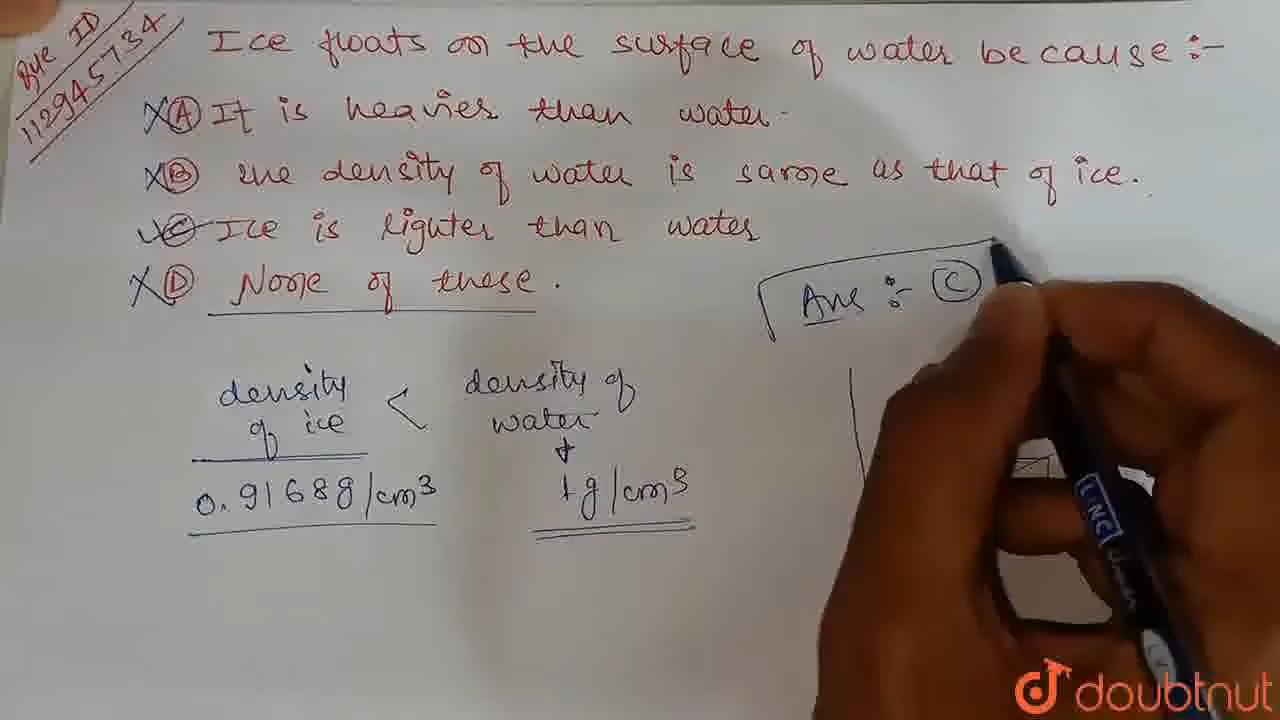 Que ID
112945734
Ice floats on the surface of water because :-
(A) It is heavier than water.
(B) The density of water is same as that of ice.
(C) Ice is lighter than water
(D) None of these.
Ans :- (C)
density of ice < density of water
0.9168 g/cm³ 1g/cm³
LINC
doubtnut